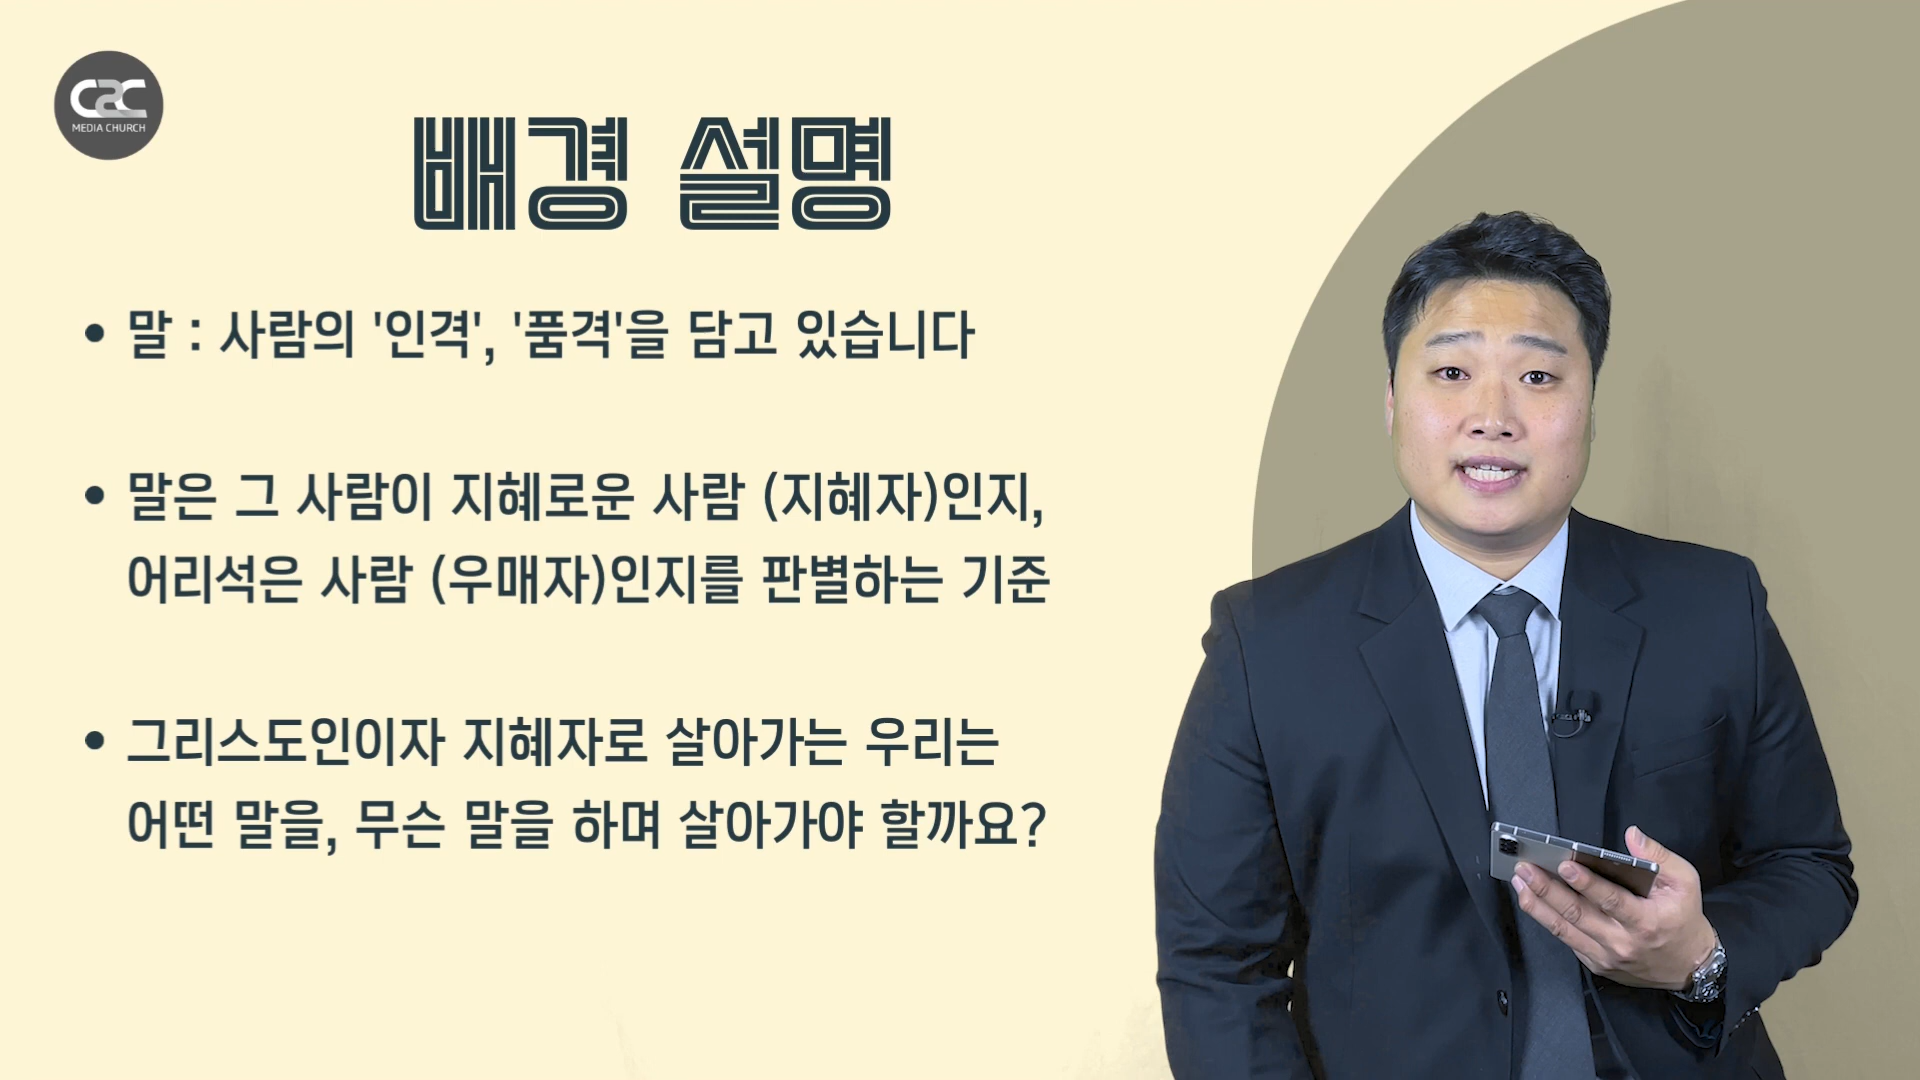 C2C
MEDIA CHURCH
배경 설명
• 말 : 사람의 '인격', '품격'을 담고 있습니다
• 말은 그 사람이 지혜로운 사람 (지혜자)인지,
어리석은 사람 (우매자)인지를 판별하는 기준
• 그리스도인이자 지혜자로 살아가는 우리는
어떤 말을, 무슨 말을 하며 살아가야 할까요?